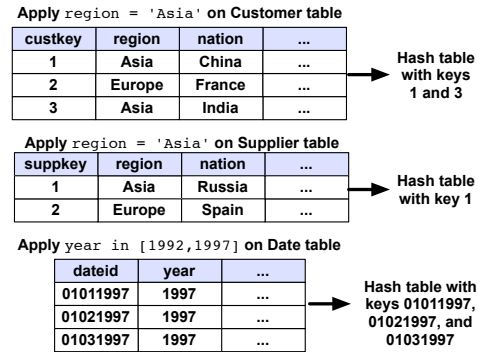 Apply region = 'Asia' on Customer table
custkey region nation ...
1 Asia China ...
2 Europe France ...
3 Asia India ...
Hash table
with keys
1 and 3
Apply region = 'Asia' on Supplier table
suppkey region nation ...
1 Asia Russia ...
2 Europe Spain ...
Hash table
with key 1
Apply year in [1992,1997] on Date table
dateid year ...
01011997 1997 ...
01021997 1997 ...
01031997 1997 ...
Hash table with
keys 01011997,
01021997, and
01031997